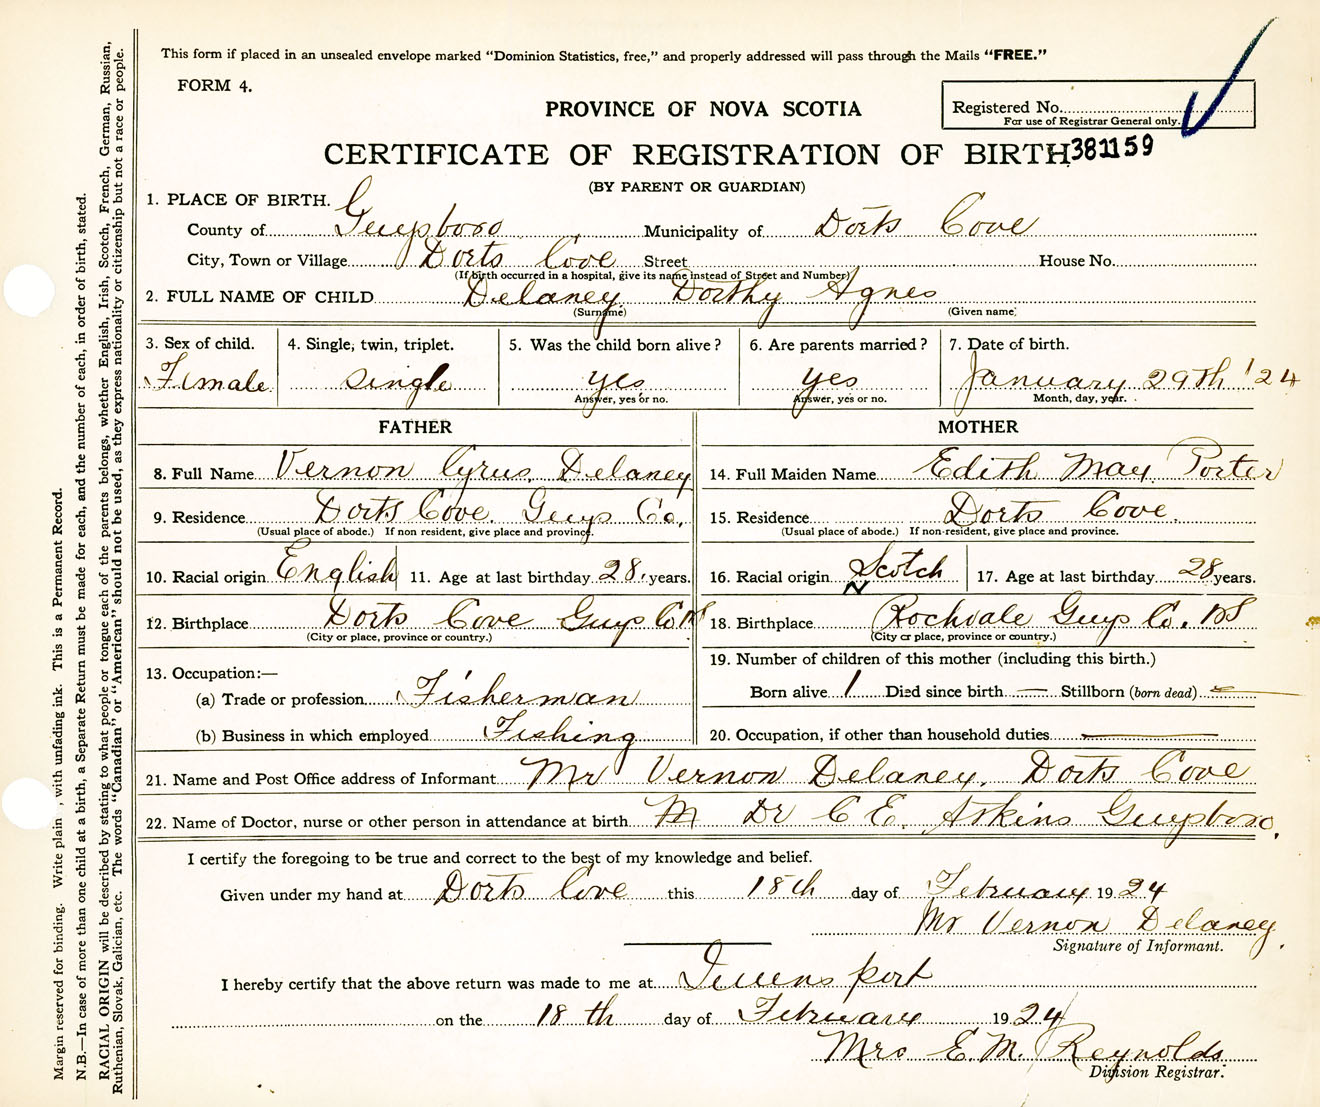 This form if placed in an unsealed envelope marked "Dominion Statistics, free," and properly addressed will pass through the Mails "FREE."
FORM 4.
Registered No.
For use of Registrar General only.
PROVINCE OF NOVA SCOTIA
CERTIFICATE OF REGISTRATION OF BIRTH 381159
(BY PARENT OR GUARDIAN)
1. PLACE OF BIRTH.
County of Guysboro Municipality of Dorts Cove
City, Town or Village Dorts Cove Street House No.
(If birth occurred in a hospital, give its name instead of Street and Number)
2. FULL NAME OF CHILD Delaney Dorthy Agnes
(Surname) (Given name)
3. Sex of child. 4. Single, twin, triplet. 5. Was the child born alive? 6. Are parents married? 7. Date of birth.
Female single yes yes January 29th '24
Answer, yes or no. Answer, yes or no. Month, day, year.
FATHER MOTHER
8. Full Name Vernon Cyrus Delaney
9. Residence Dorts Cove. Guys Co.
(Usual place of abode.) If non resident, give place and province.
10. Racial origin English 11. Age at last birthday 28 years.
12. Birthplace Dorts Cove Guys Co NS
(City or place, province or country.)
13. Occupation:—
(a) Trade or profession Fisherman
(b) Business in which employed Fishing
14. Full Maiden Name Edith May Porter
15. Residence Dorts Cove.
(Usual place of abode.) If non-resident, give place and province.
16. Racial origin Scotch 17. Age at last birthday 28 years.
18. Birthplace Rochvale Guys Co. NS
(City or place, province or country.)
19. Number of children of this mother (including this birth.)
Born alive 1 Died since birth — Stillborn (born dead) —
20. Occupation, if other than household duties —
21. Name and Post Office address of Informant Mr Vernon Delaney, Dorts Cove
22. Name of Doctor, nurse or other person in attendance at birth M Dr C E. Askins Guysboro.
I certify the foregoing to be true and correct to the best of my knowledge and belief.
Given under my hand at Dorts Cove this 18th day of February 1924
Mr Vernon Delaney.
Signature of Informant.
I hereby certify that the above return was made to me at port
on the 18th day of February 1924
Mrs E. M. Reynolds
Division Registrar.
Margin reserved for binding. Write plain, with unfading ink. This is a Permanent Record.
N.B.—In case of more than one child at a birth, a Separate Return must be made for each, and the number of each, in order of birth, stated.
RACIAL ORIGIN will be described by stating to what people or tongue each of the parents belongs, whether English, Irish, Scotch, French, German, Russian,
Ruthenian, Slovak, Galician, etc. The words "Canadian" or "American" should not be used, as they express nationality or citizenship but not a race or people.